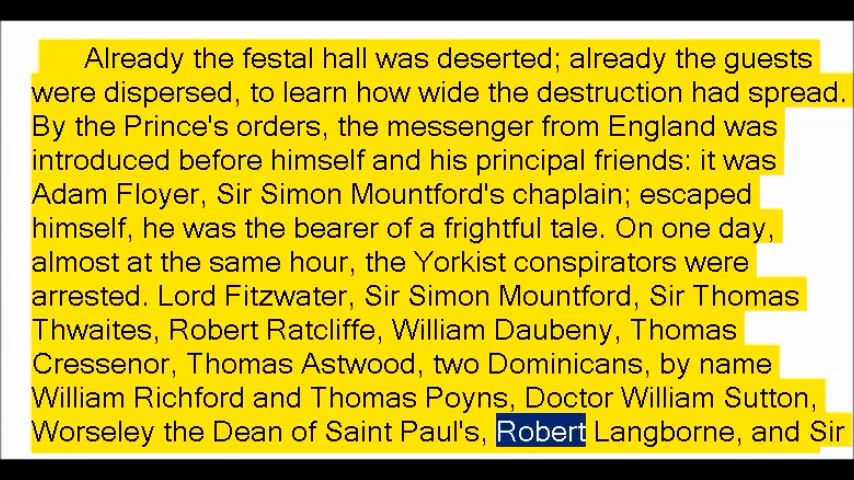 Already the festal hall was deserted; already the guests
were dispersed, to learn how wide the destruction had spread.
By the Prince's orders, the messenger from England was
introduced before himself and his principal friends: it was
Adam Floyer, Sir Simon Mountford's chaplain; escaped
himself, he was the bearer of a frightful tale. On one day,
almost at the same hour, the Yorkist conspirators were
arrested. Lord Fitzwater, Sir Simon Mountford, Sir Thomas
Thwaites, Robert Ratcliffe, William Daubeny, Thomas
Cressenor, Thomas Astwood, two Dominicans, by name
William Richford and Thomas Poyns, Doctor William Sutton,
Worseley the Dean of Saint Paul's, Robert Langborne, and Sir